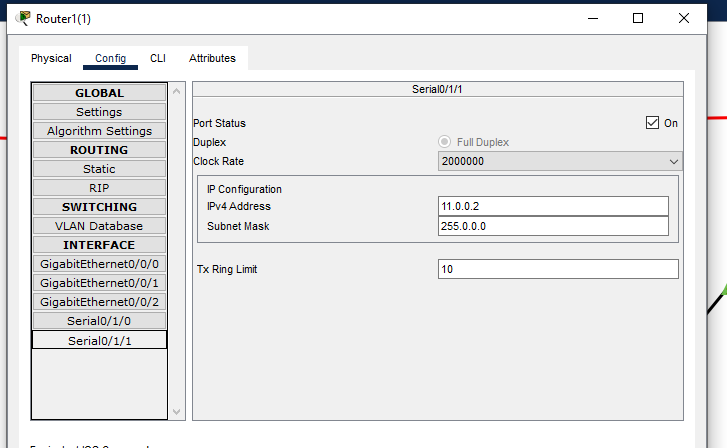 Router1(1)
Physical Config CLI Attributes
GLOBAL
Settings
Algorithm Settings
ROUTING
Static
RIP
SWITCHING
VLAN Database
INTERFACE
GigabitEthernet0/0/0
GigabitEthernet0/0/1
GigabitEthernet0/0/2
Serial0/1/0
Serial0/1/1
Serial0/1/1
Port Status On
Duplex Full Duplex
Clock Rate 2000000
IP Configuration
IPv4 Address 11.0.0.2
Subnet Mask 255.0.0.0
Tx Ring Limit 10